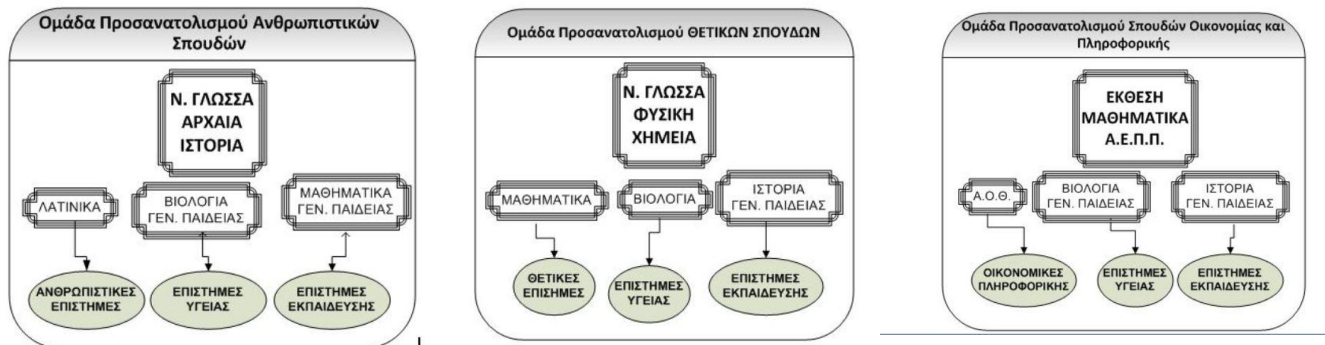 Ομάδα Προσανατολισμού Ανθρωπιστικών
Σπουδών
Ν. ΓΛΩΣΣΑ
ΑΡΧΑΙΑ
ΙΣΤΟΡΙΑ
ΛΑΤΙΝΙΚΑ
ΒΙΟΛΟΓΙΑ
ΓΕΝ. ΠΑΙΔΕΙΑΣ
ΜΑΘΗΜΑΤΙΚΑ
ΓΕΝ. ΠΑΙΔΕΙΑΣ
ΑΝΘΡΩΠΙΣΤΙΚΕΣ
ΕΠΙΣΤΗΜΕΣ
ΕΠΙΣΤΗΜΕΣ
ΥΓΕΙΑΣ
ΕΠΙΣΤΗΜΕΣ
ΕΚΠΑΙΔΕΥΣΗΣ
Ομάδα Προσανατολισμού ΘΕΤΙΚΩΝ ΣΠΟΥΔΩΝ
Ν. ΓΛΩΣΣΑ
ΦΥΣΙΚΗ
ΧΗΜΕΙΑ
ΜΑΘΗΜΑΤΙΚΑ
ΒΙΟΛΟΓΙΑ
ΙΣΤΟΡΙΑ
ΓΕΝ. ΠΑΙΔΕΙΑΣ
ΘΕΤΙΚΕΣ
ΕΠΙΣΗΜΕΣ
ΕΠΙΣΤΗΜΕΣ
ΥΓΕΙΑΣ
ΕΠΙΣΤΗΜΕΣ
ΕΚΠΑΙΔΕΥΣΗΣ
Ομάδα Προσανατολισμού Σπουδών Οικονομίας και
Πληροφορικής
ΕΚΘΕΣΗ
ΜΑΘΗΜΑΤΙΚΑ
Α.Ε.Π.Π.
Α.Ο.Θ.
ΒΙΟΛΟΓΙΑ
ΓΕΝ. ΠΑΙΔΕΙΑΣ
ΙΣΤΟΡΙΑ
ΓΕΝ. ΠΑΙΔΕΙΑΣ
ΟΙΚΟΝΟΜΙΚΕΣ
ΠΛΗΡΟΦΟΡΙΚΗΣ
ΕΠΙΣΤΗΜΕΣ
ΥΓΕΙΑΣ
ΕΠΙΣΤΗΜΕΣ
ΕΚΠΑΙΔΕΥΣΗΣ